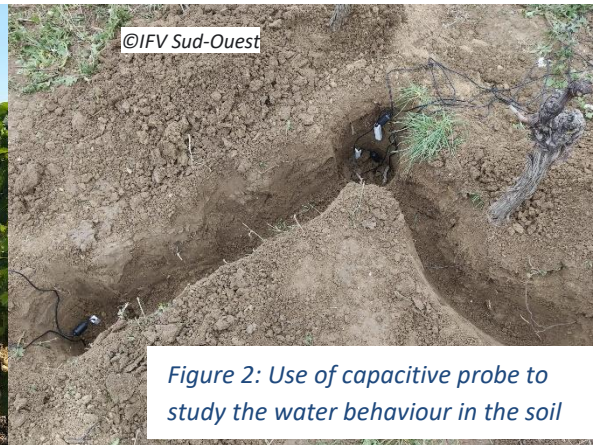 ©IFV Sud-Ouest
Figure 2: Use of capacitive probe to
study the water behaviour in the soil